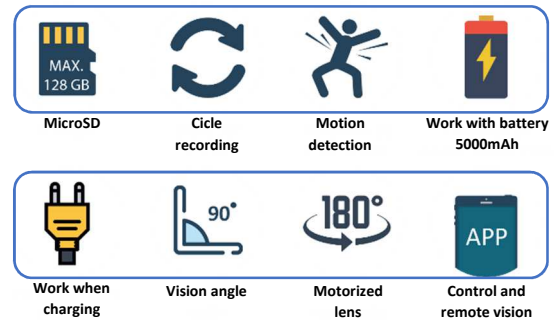 MAX.
128 GB
MicroSD
Cicle
recording
Motion
detection
Work with battery
5000mAh
90°
180°
APP
Work when
charging
Vision angle
Motorized
lens
Control and
remote vision